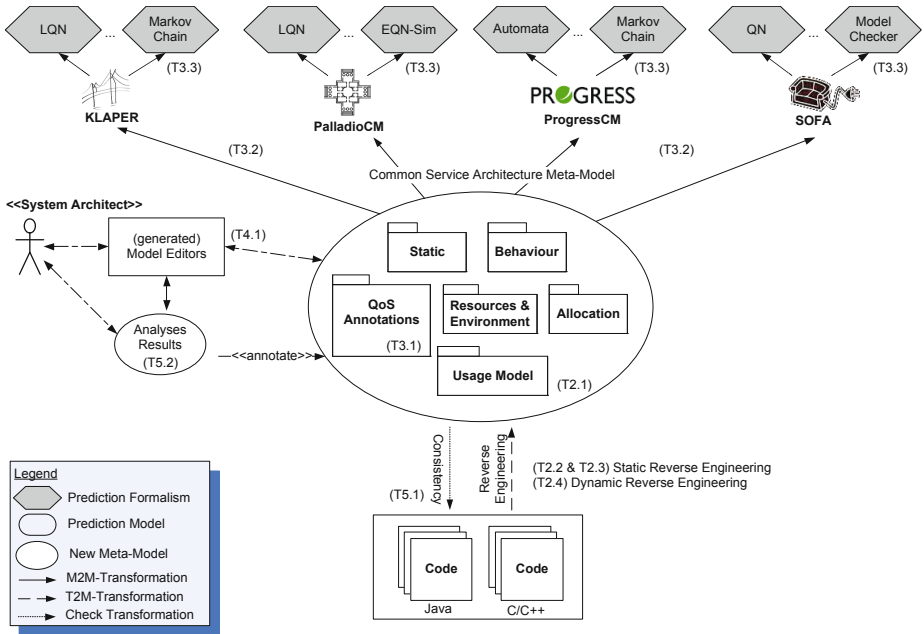 LQN
...
Markov
Chain
LQN
...
EQN-Sim
Automata
...
Markov
Chain
QN
...
Model
Checker
(T3.3)
(T3.3)
(T3.3)
(T3.3)
KLAPER
PalladioCM
PROGRESS
ProgressCM
SOFA
(T3.2)
(T3.2)
Common Service Architecture Meta-Model
<<System Architect>>
(generated)
Model Editors
(T4.1)
Analyses
Results
(T5.2)
<<annotate>>
Static
Behaviour
QoS
Annotations
(T3.1)
Resources &
Environment
Allocation
Usage Model
(T2.1)
Consistency
(T5.1)
Reverse
Engineering
(T2.2 & T2.3) Static Reverse Engineering
(T2.4) Dynamic Reverse Engineering
Code
Java
Code
C/C++
Legend
Prediction Formalism
Prediction Model
New Meta-Model
M2M-Transformation
T2M-Transformation
Check Transformation